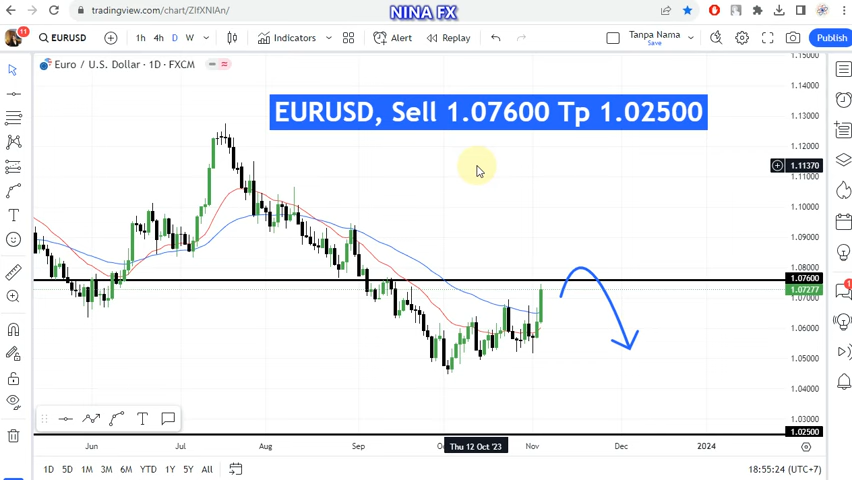 NINA FX
tradingview.com/chart/ZIfXNIAn/
11
EURUSD
1h 4h D W
Indicators
Alert
Replay
Tpana Nama
Save
Publish
Euro / U.S. Dollar · 1D · FXCM
EURUSD, Sell 1.07600 Tp 1.02500
1.15000
1.14000
1.13000
1.12000
1.11370
1.11000
1.10000
1.09000
1.08000
1.07600
1.07277
1.07000
1.06000
1.05000
1.04000
1.03000
1.02500
Jun Jul Aug Sep Thu 12 Oct '23 Nov Dec 2024
1D 5D 1M 3M 6M YTD 1Y 5Y All
18:55:24 (UTC+7)